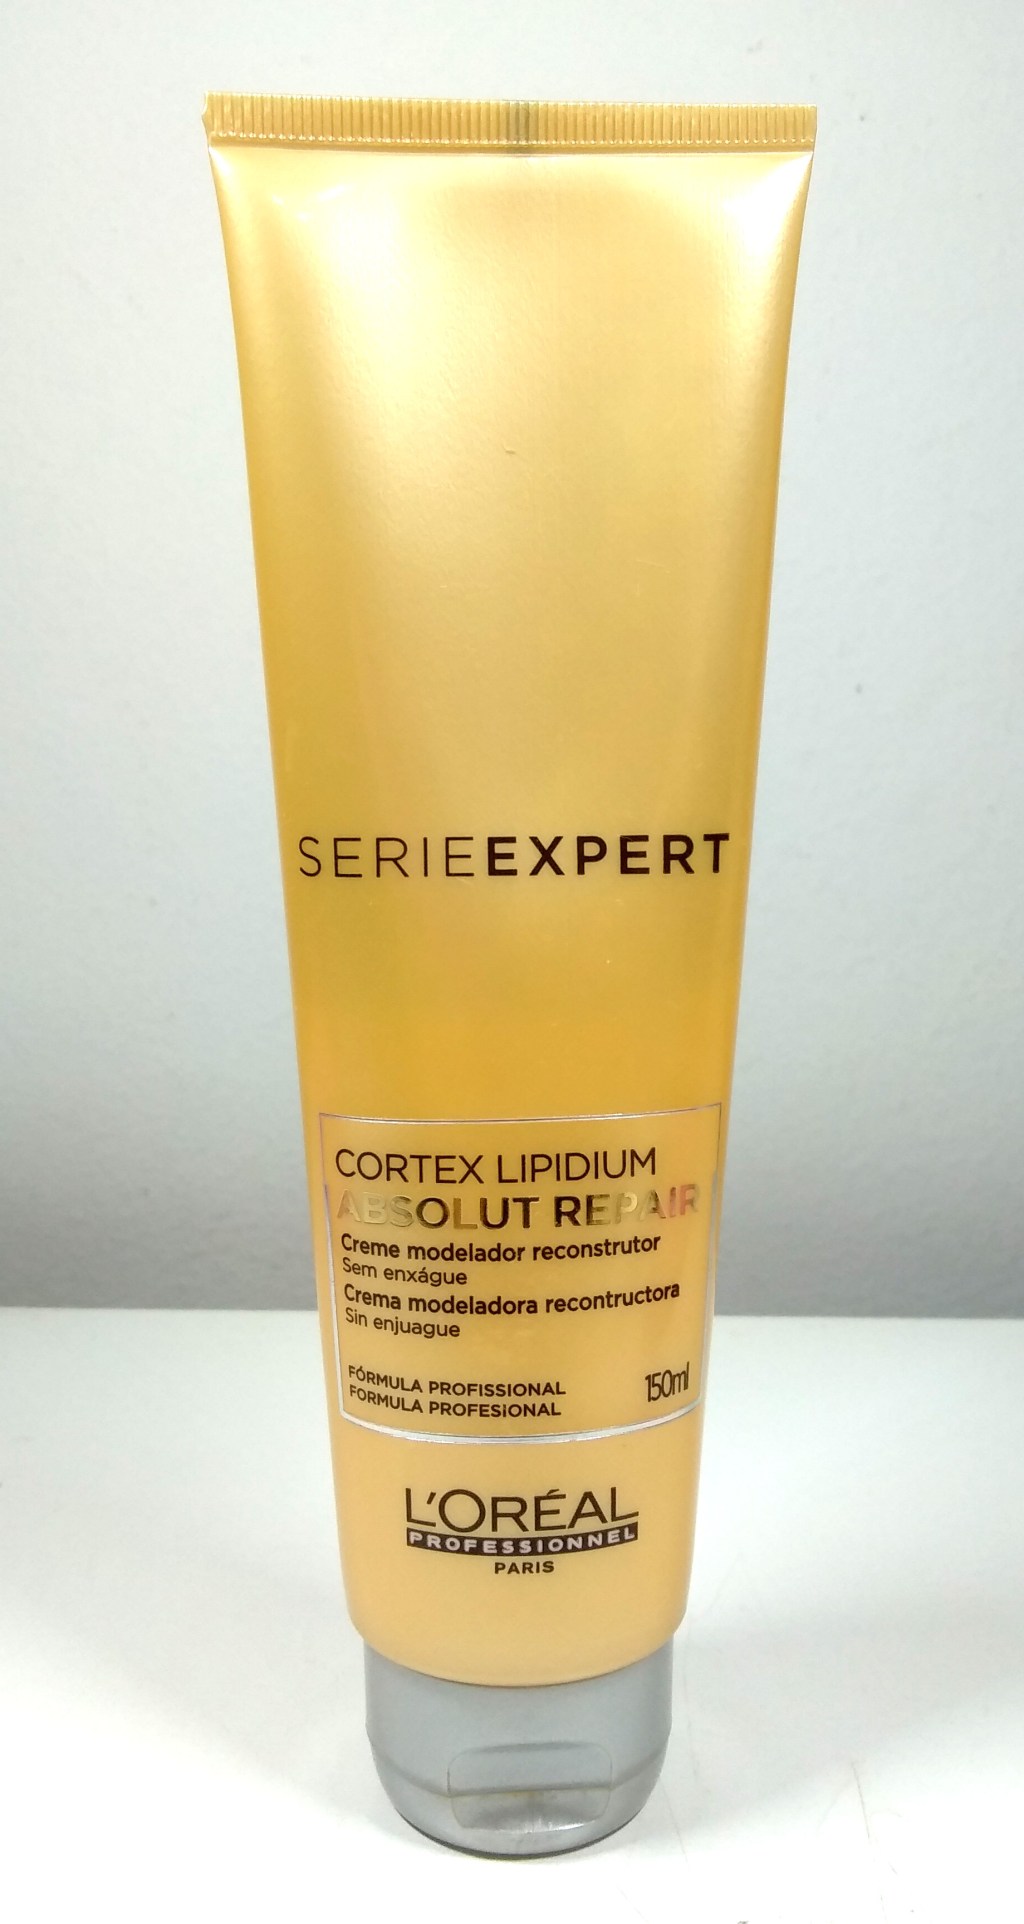 SERIEEXPERT
CORTEX LIPIDIUM
ABSOLUT REPAIR
Creme modelador reconstrutor
Sem enxágue
Crema modeladora recontructora
Sin enjuague
FÓRMULA PROFISSIONAL
FORMULA PROFESIONAL
150ml
L'ORÉAL
PROFESSIONNEL
PARIS